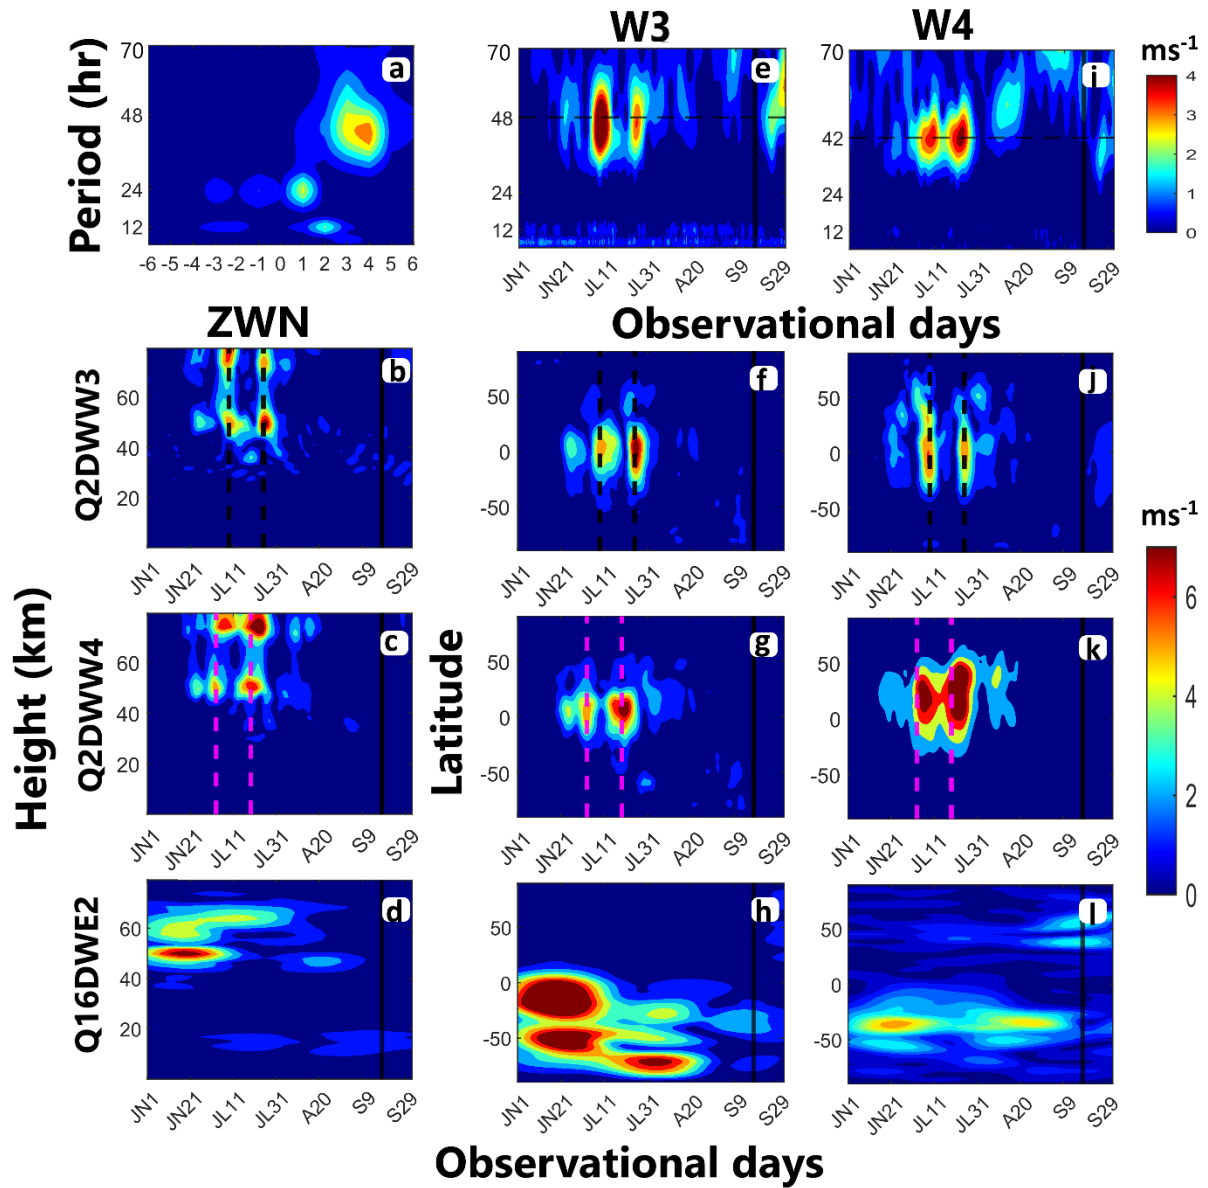 W3 W4
ms-1
Period (hr)
70 48 24 12
a
-6 -5 -4 -3 -2 -1 0 1 2 3 4 5 6
ZWN
70 48 24 12
e
JN1 JN21 JL11 JL31 A20 S9 S29
70 42 24 12
i
JN1 JN21 JL11 JL31 A20 S9 S29
4 3 2 1 0
Observational days
Height (km)
Latitude
Q2DWW3
60 40 20
b
JN1 JN21 JL11 JL31 A20 S9 S29
50 0 -50
f
JN1 JN21 JL11 JL31 A20 S9 S29
50 0 -50
j
JN1 JN21 JL11 JL31 A20 S9 S29
ms-1
6 4 2 0
Q2DWW4
60 40 20
c
JN1 JN21 JL11 JL31 A20 S9 S29
50 0 -50
g
JN1 JN21 JL11 JL31 A20 S9 S29
50 0 -50
k
JN1 JN21 JL11 JL31 A20 S9 S29
Q16DWE2
60 40 20
d
JN1 JN21 JL11 JL31 A20 S9 S29
50 0 -50
h
JN1 JN21 JL11 JL31 A20 S9 S29
50 0 -50
l
JN1 JN21 JL11 JL31 A20 S9 S29
Observational days